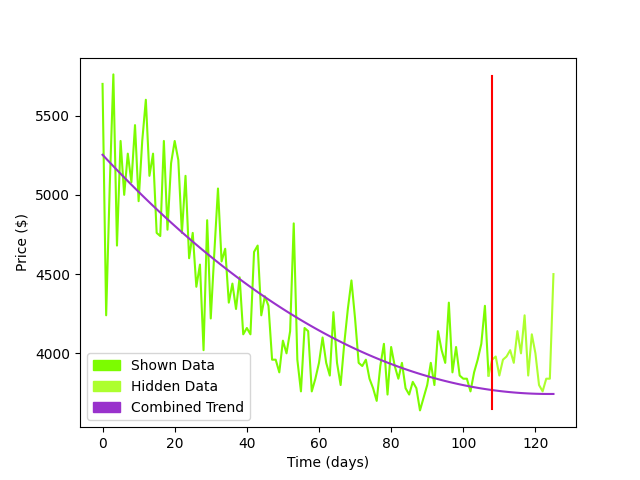 5500
5000
4500
4000
Price ($)
Shown Data
Hidden Data
Combined Trend
0 20 40 60 80 100 120
Time (days)